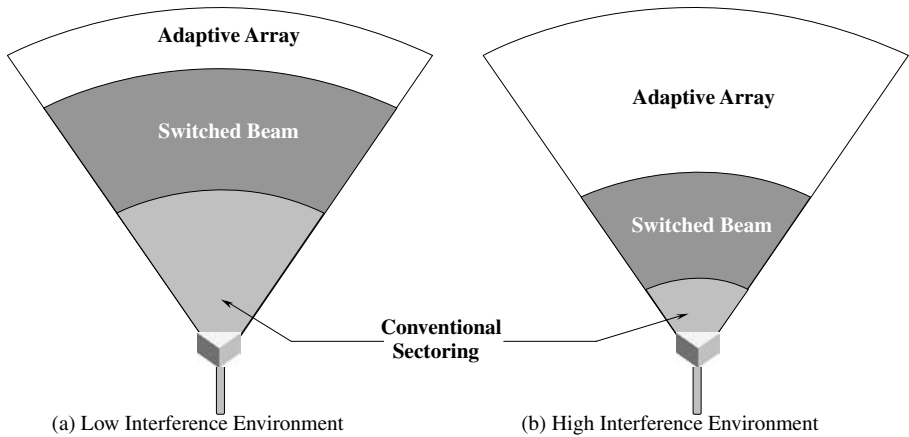 Adaptive Array
Switched Beam
Adaptive Array
Switched Beam
Conventional
Sectoring
(a) Low Interference Environment
(b) High Interference Environment